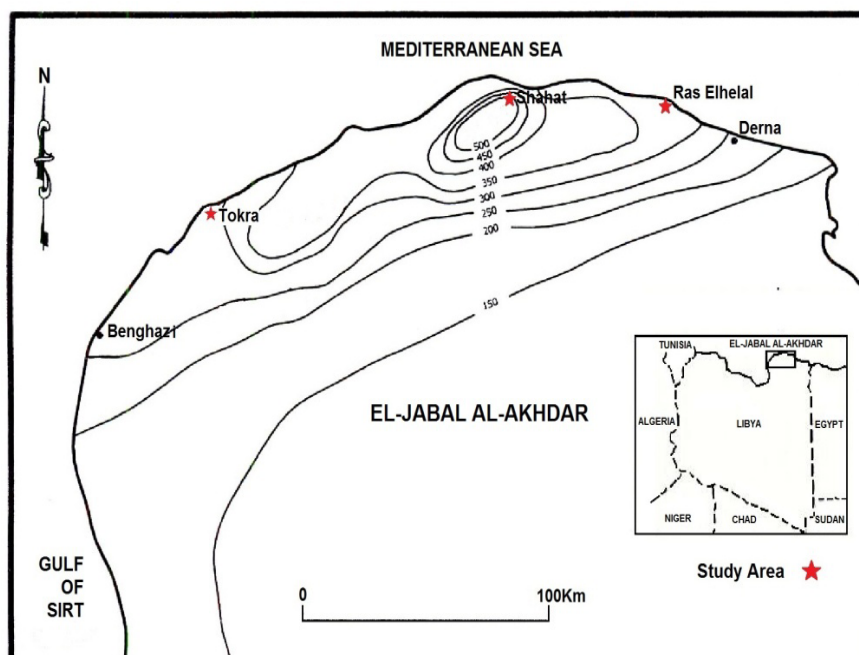 MEDITERRANEAN SEA
N
Shahat
Ras Elhelal
Derna
500
450
400
350
300
250
200
150
Tokra
Benghazi
EL-JABAL AL-AKHDAR
TUNISIA
EL-JABAL AL-AKHDAR
ALGERIA
LIBYA
EGYPT
NIGER
CHAD
SUDAN
GULF
OF
SIRT
0
100Km
Study Area